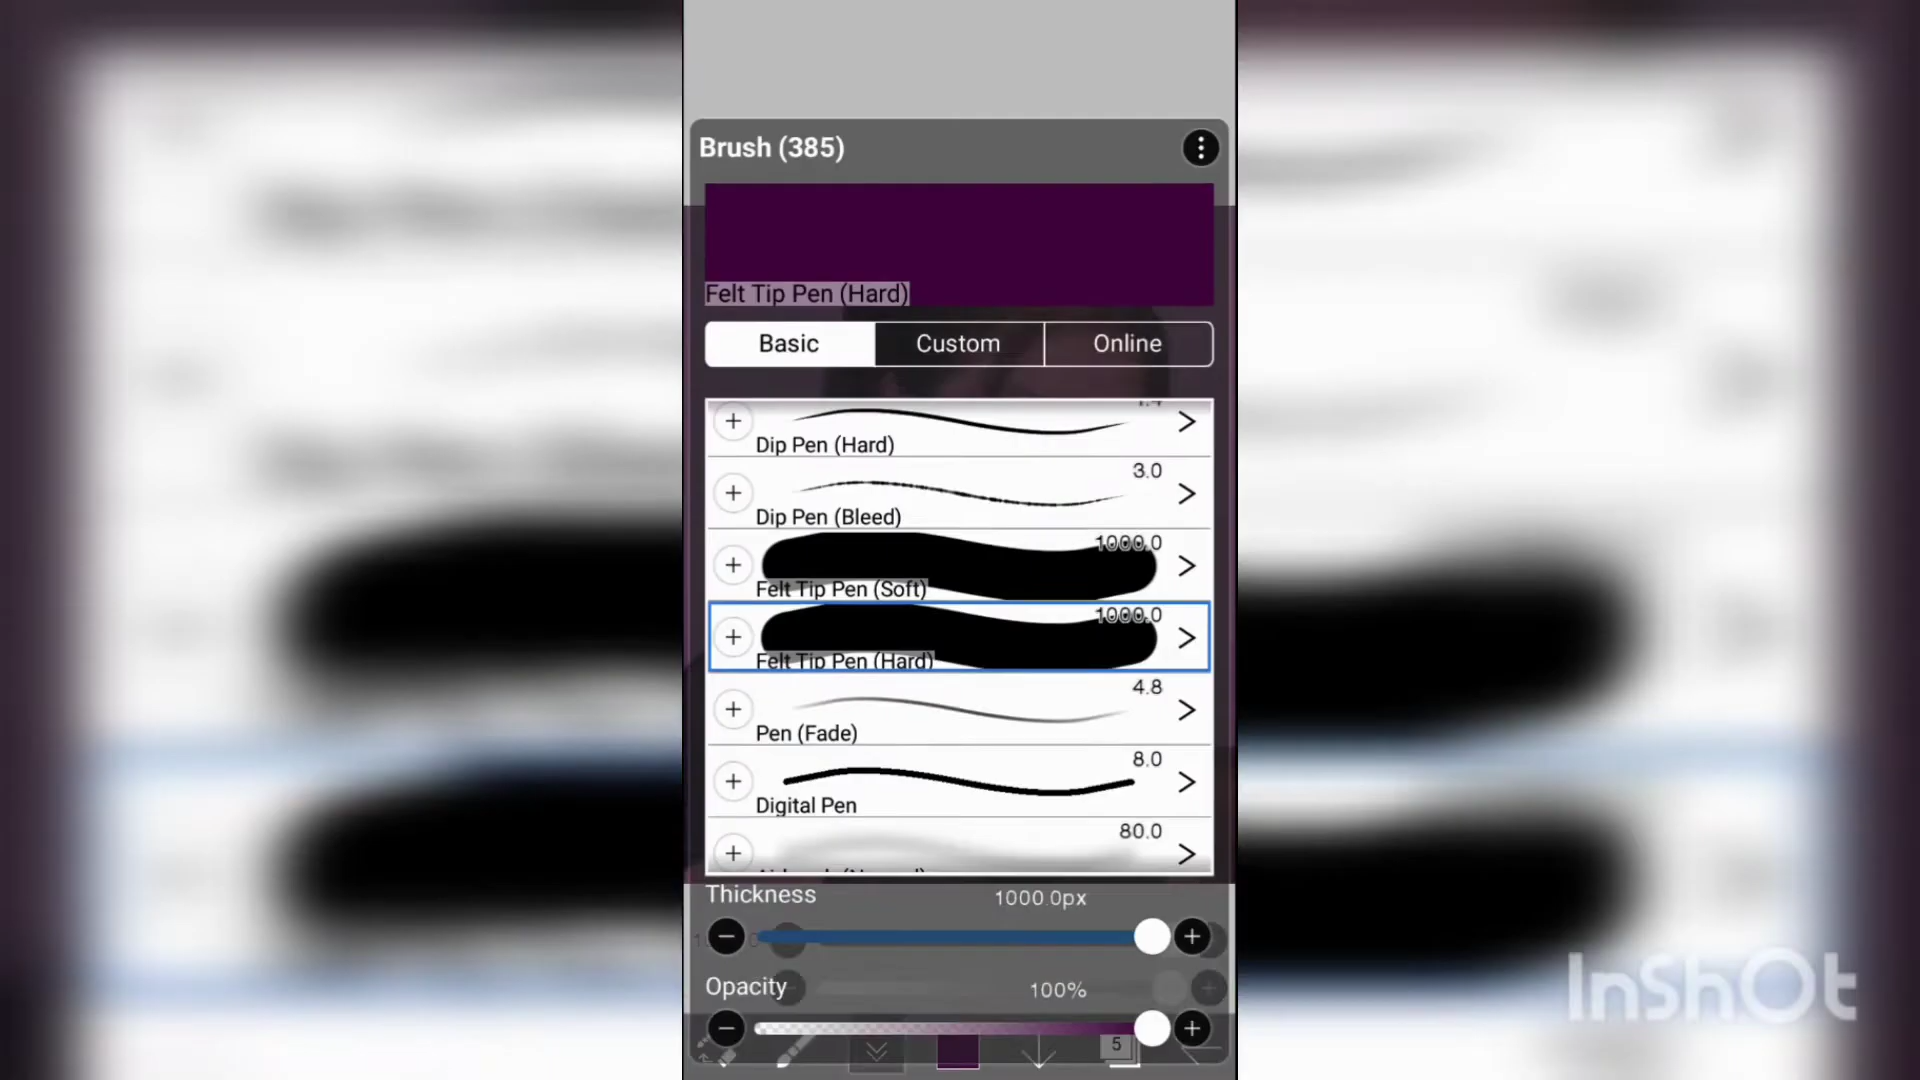 Brush (385)
Felt Tip Pen (Hard)
Basic
Custom
Online
Dip Pen (Hard)
3.0
Dip Pen (Bleed)
1000.0
Felt Tip Pen (Soft)
1000.0
Felt Tip Pen (Hard)
4.8
Pen (Fade)
8.0
Digital Pen
80.0
Thickness
1000.0px
Opacity
100%
5
InShOt